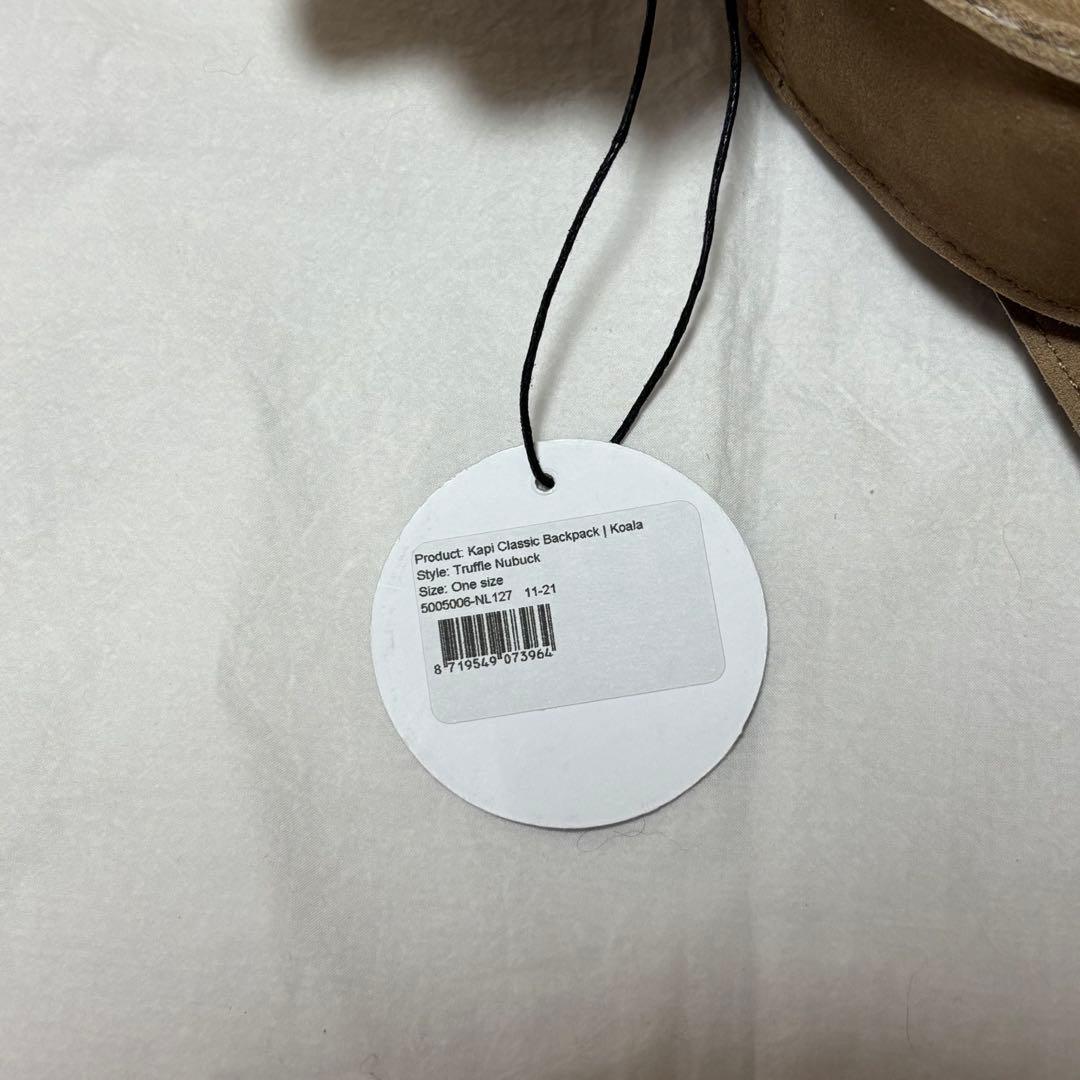 Product: Kapi Classic Backpack | Koala
Style: Truffle Nubuck
Size: One size
5005006-NL127 11-21
8 719549 073964